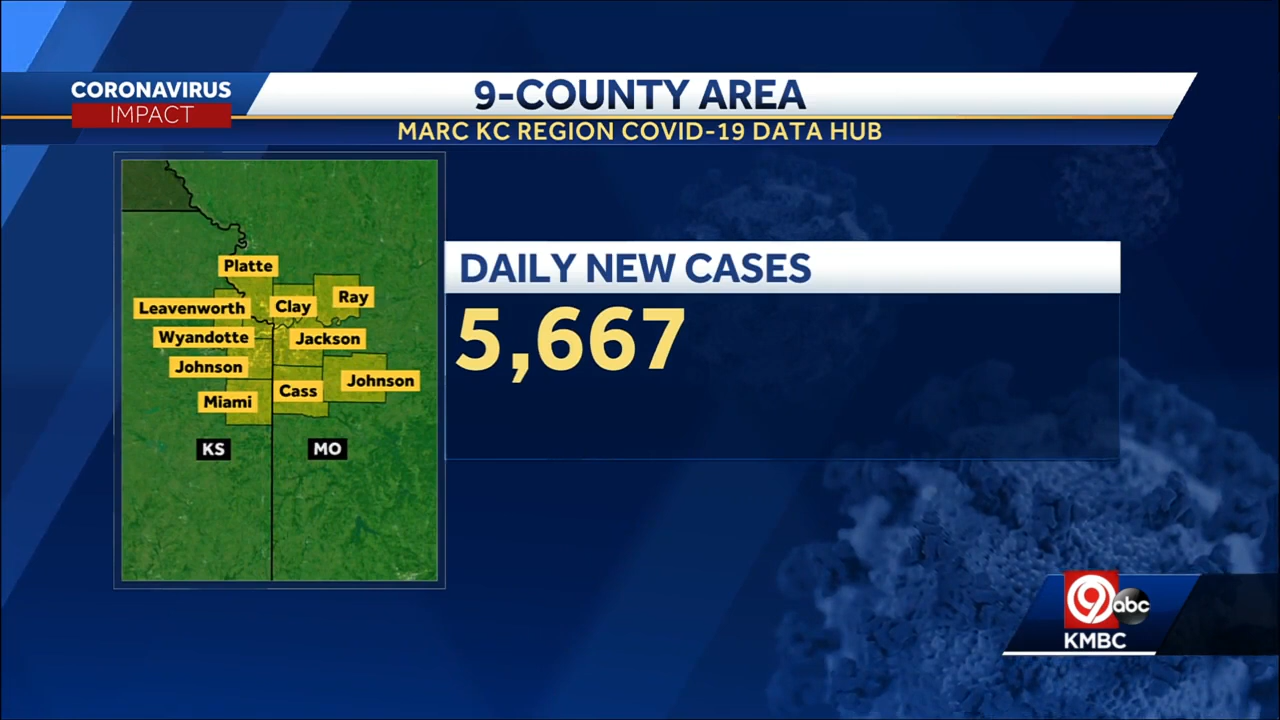 CORONAVIRUS
IMPACT
9-COUNTY AREA
MARC KC REGION COVID-19 DATA HUB
Platte
Leavenworth
Clay
Ray
Wyandotte
Jackson
Johnson
Johnson
Miami
Cass
KS
MO
DAILY NEW CASES
5,667
9 abc
KMBC